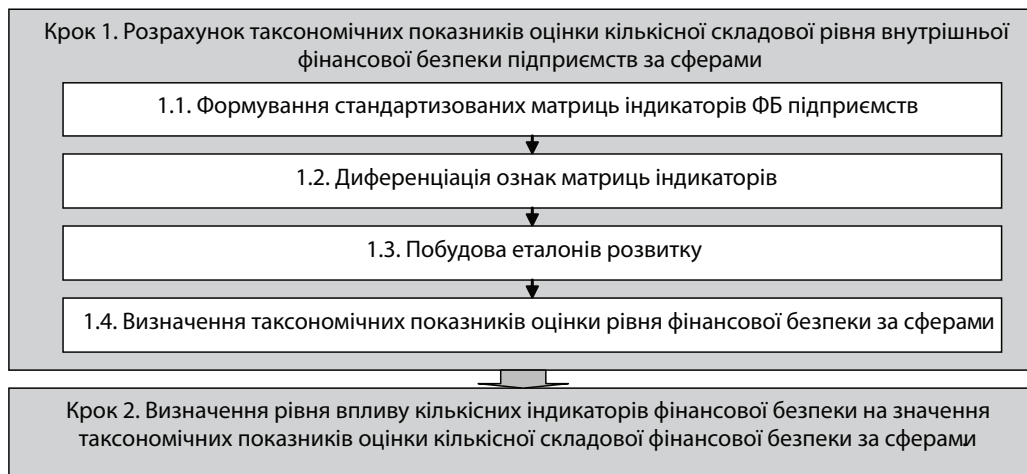 Крок 1. Розрахунок таксономічних показників оцінки кількісної складової рівня внутрішньої
фінансової безпеки підприємств за сферами
1.1. Формування стандартизованих матриць індикаторів ФБ підприємств
1.2. Диференціація ознак матриць індикаторів
1.3. Побудова еталонів розвитку
1.4. Визначення таксономічних показників оцінки рівня фінансової безпеки за сферами
Крок 2. Визначення рівня впливу кількісних індикаторів фінансової безпеки на значення
таксономічних показників оцінки кількісної складової фінансової безпеки за сферами